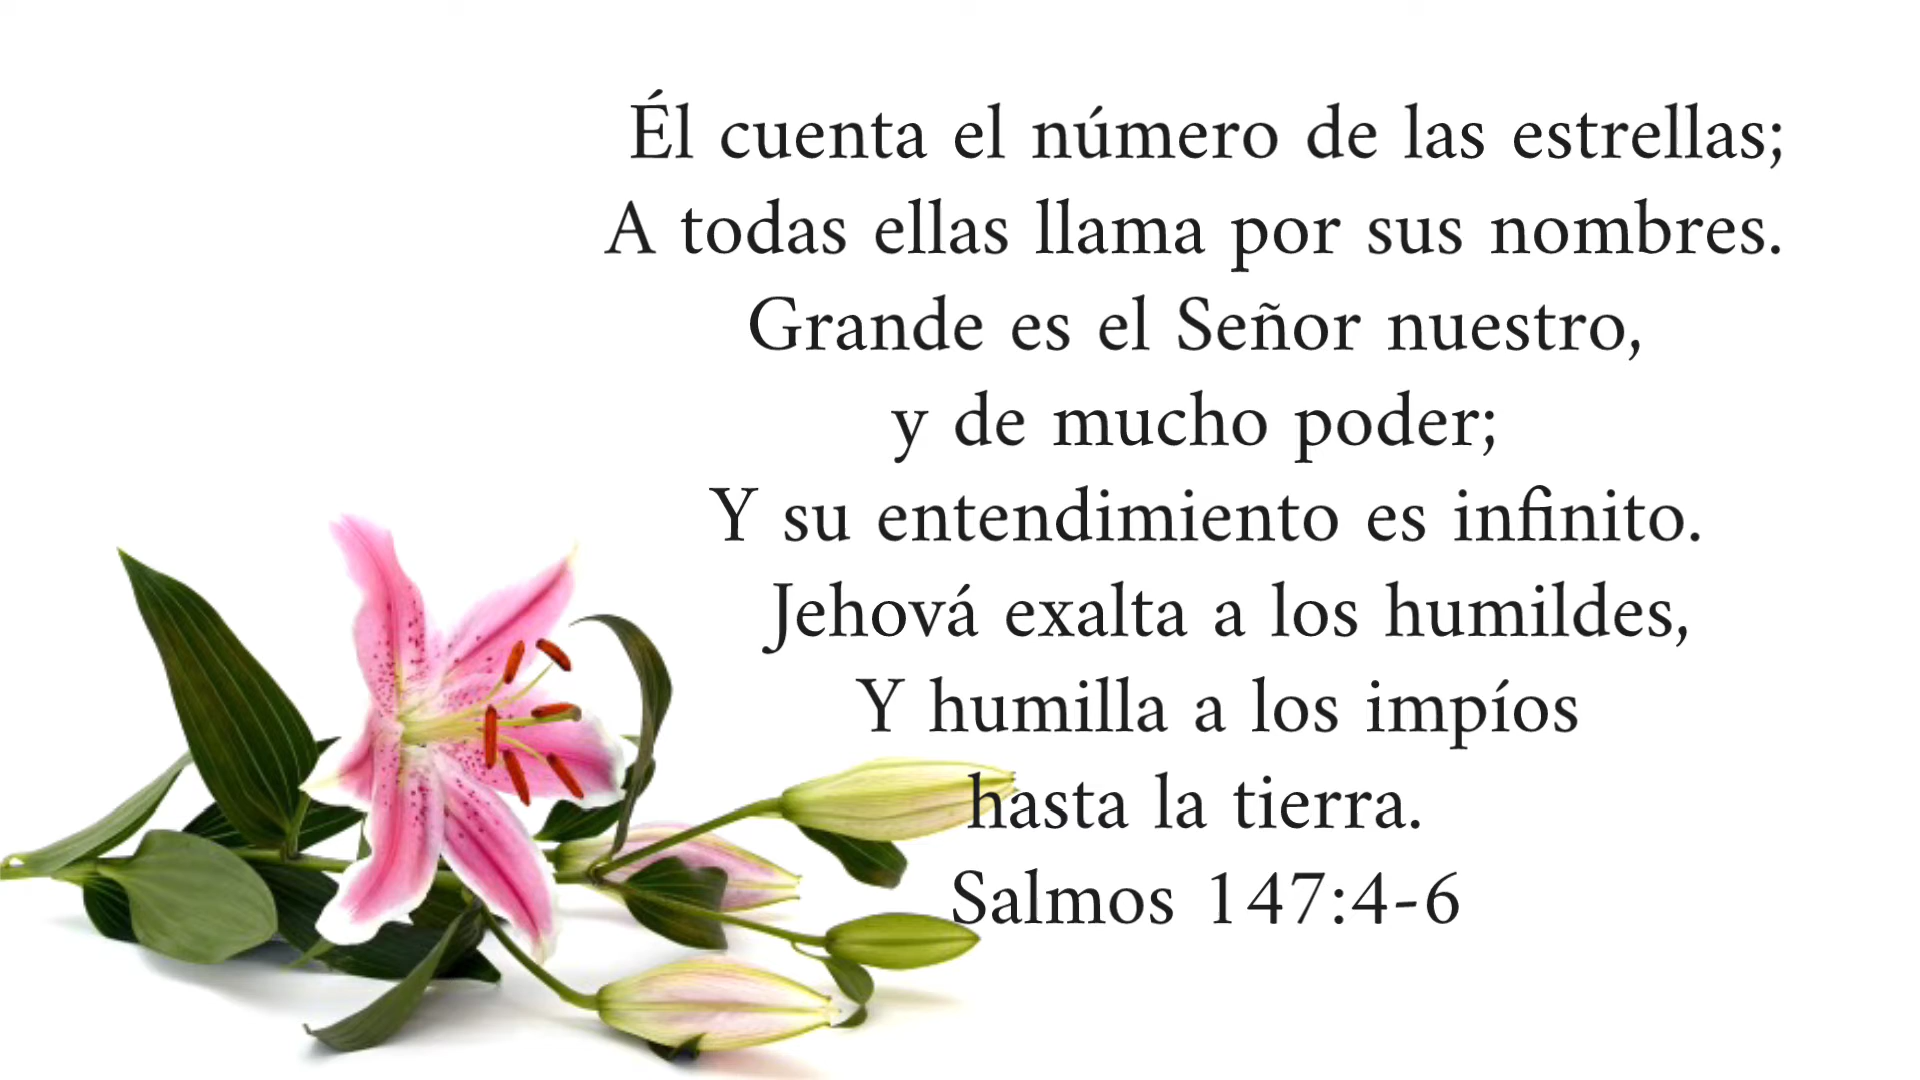 Él cuenta el número de las estrellas;
A todas ellas llama por sus nombres.
Grande es el Señor nuestro,
y de mucho poder;
Y su entendimiento es infinito.
Jehová exalta a los humildes,
Y humilla a los impíos
hasta la tierra.
Salmos 147:4-6